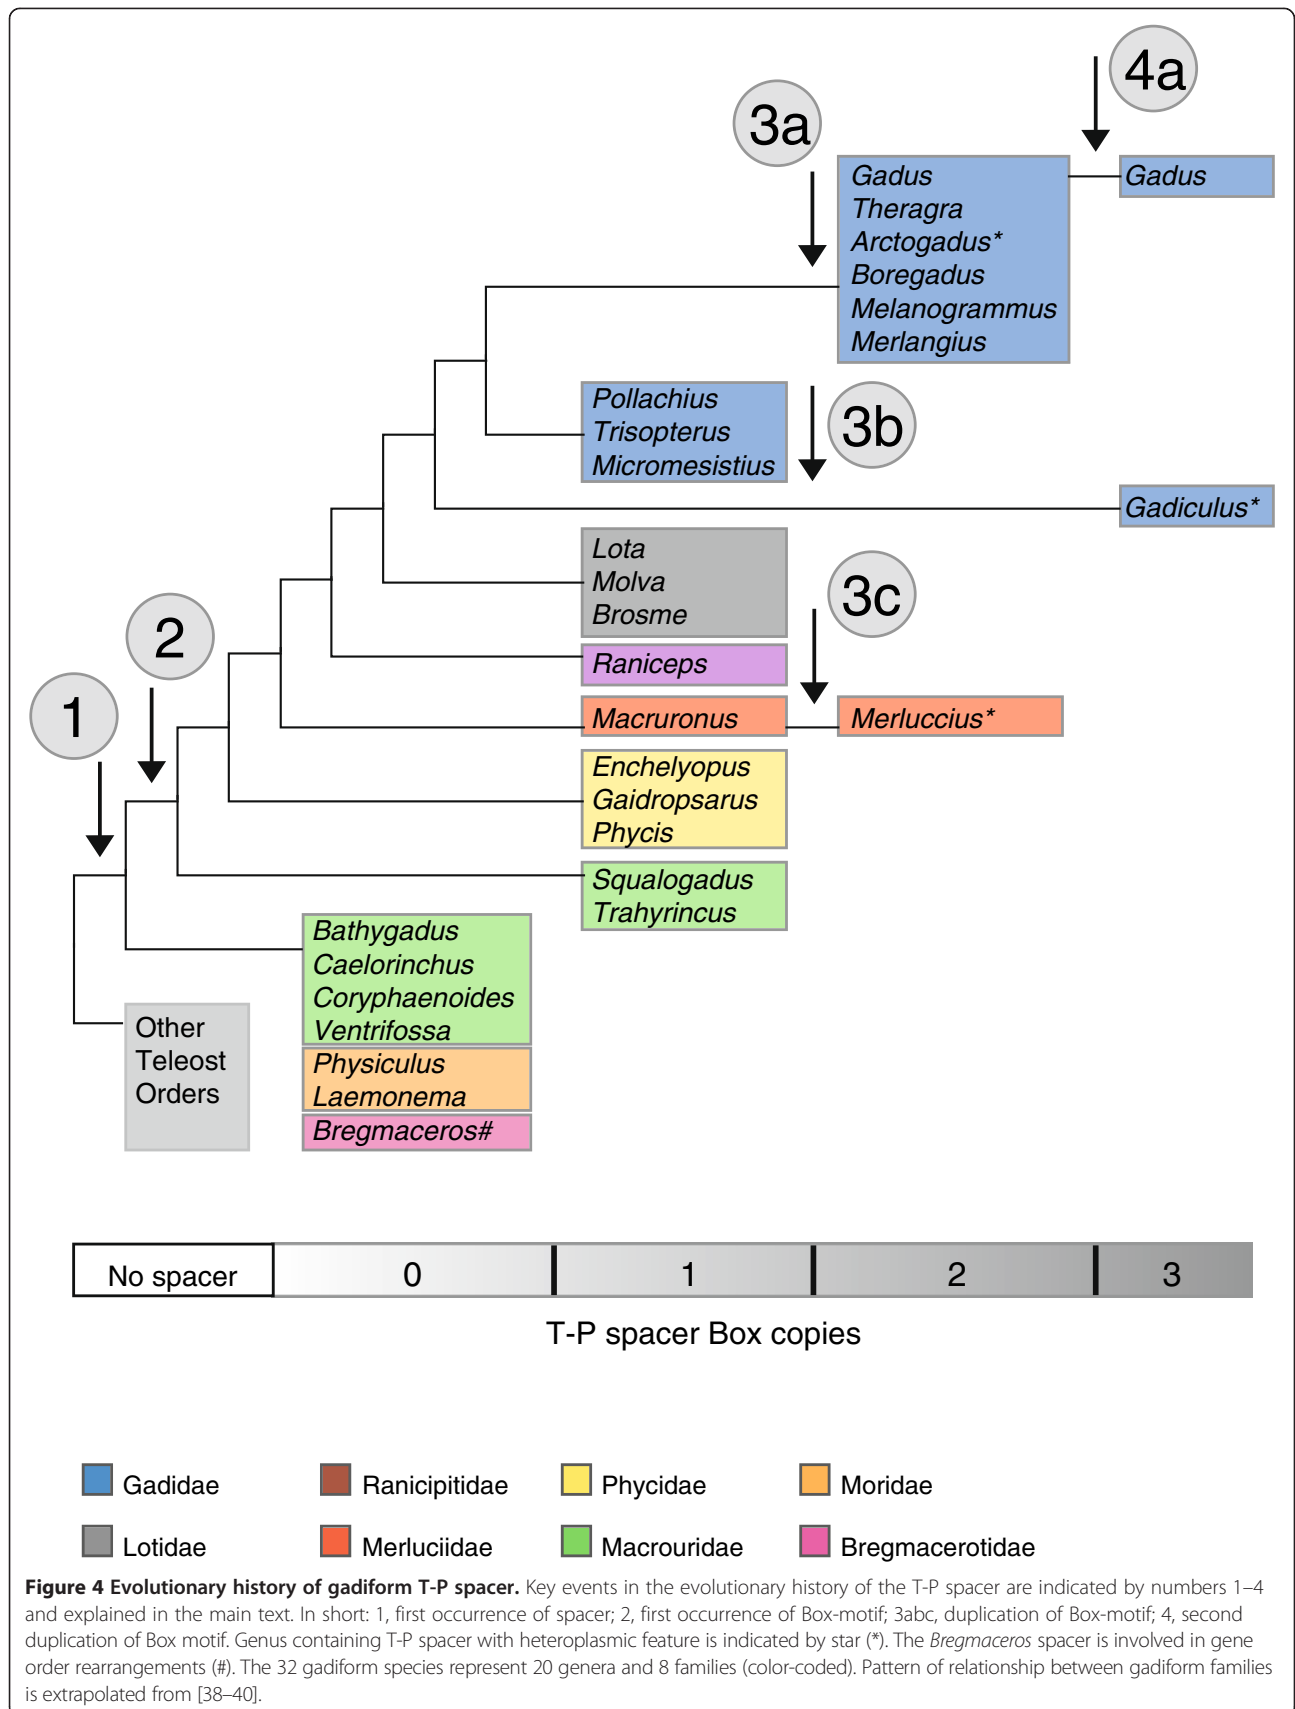 4a
3a
Gadus
Theragra
Arctogadus*
Boregadus
Melanogrammus
Merlangius
Gadus
Pollachius
Trisopterus
Micromesistius
3b
Gadiculus*
Lota
Molva
Brosme
3c
Raniceps
2
Macruronus
Merluccius*
1
Enchelyopus
Gaidropsarus
Phycis
Squalogadus
Trahyrincus
Bathygadus
Caelorinchus
Coryphaenoides
Ventrifossa
Other
Teleost
Orders
Physiculus
Laemonema
Bregmaceros#
No spacer 0 1 2 3
T-P spacer Box copies
Gadidae Ranicipitidae Phycidae Moridae
Lotidae Merluciidae Macrouridae Bregmacerotidae
Figure 4 Evolutionary history of gadiform T-P spacer. Key events in the evolutionary history of the T-P spacer are indicated by numbers 1–4
and explained in the main text. In short: 1, first occurrence of spacer; 2, first occurrence of Box-motif; 3abc, duplication of Box-motif; 4, second
duplication of Box motif. Genus containing T-P spacer with heteroplasmic feature is indicated by star (*). The Bregmaceros spacer is involved in gene
order rearrangements (#). The 32 gadiform species represent 20 genera and 8 families (color-coded). Pattern of relationship between gadiform families
is extrapolated from [38–40].